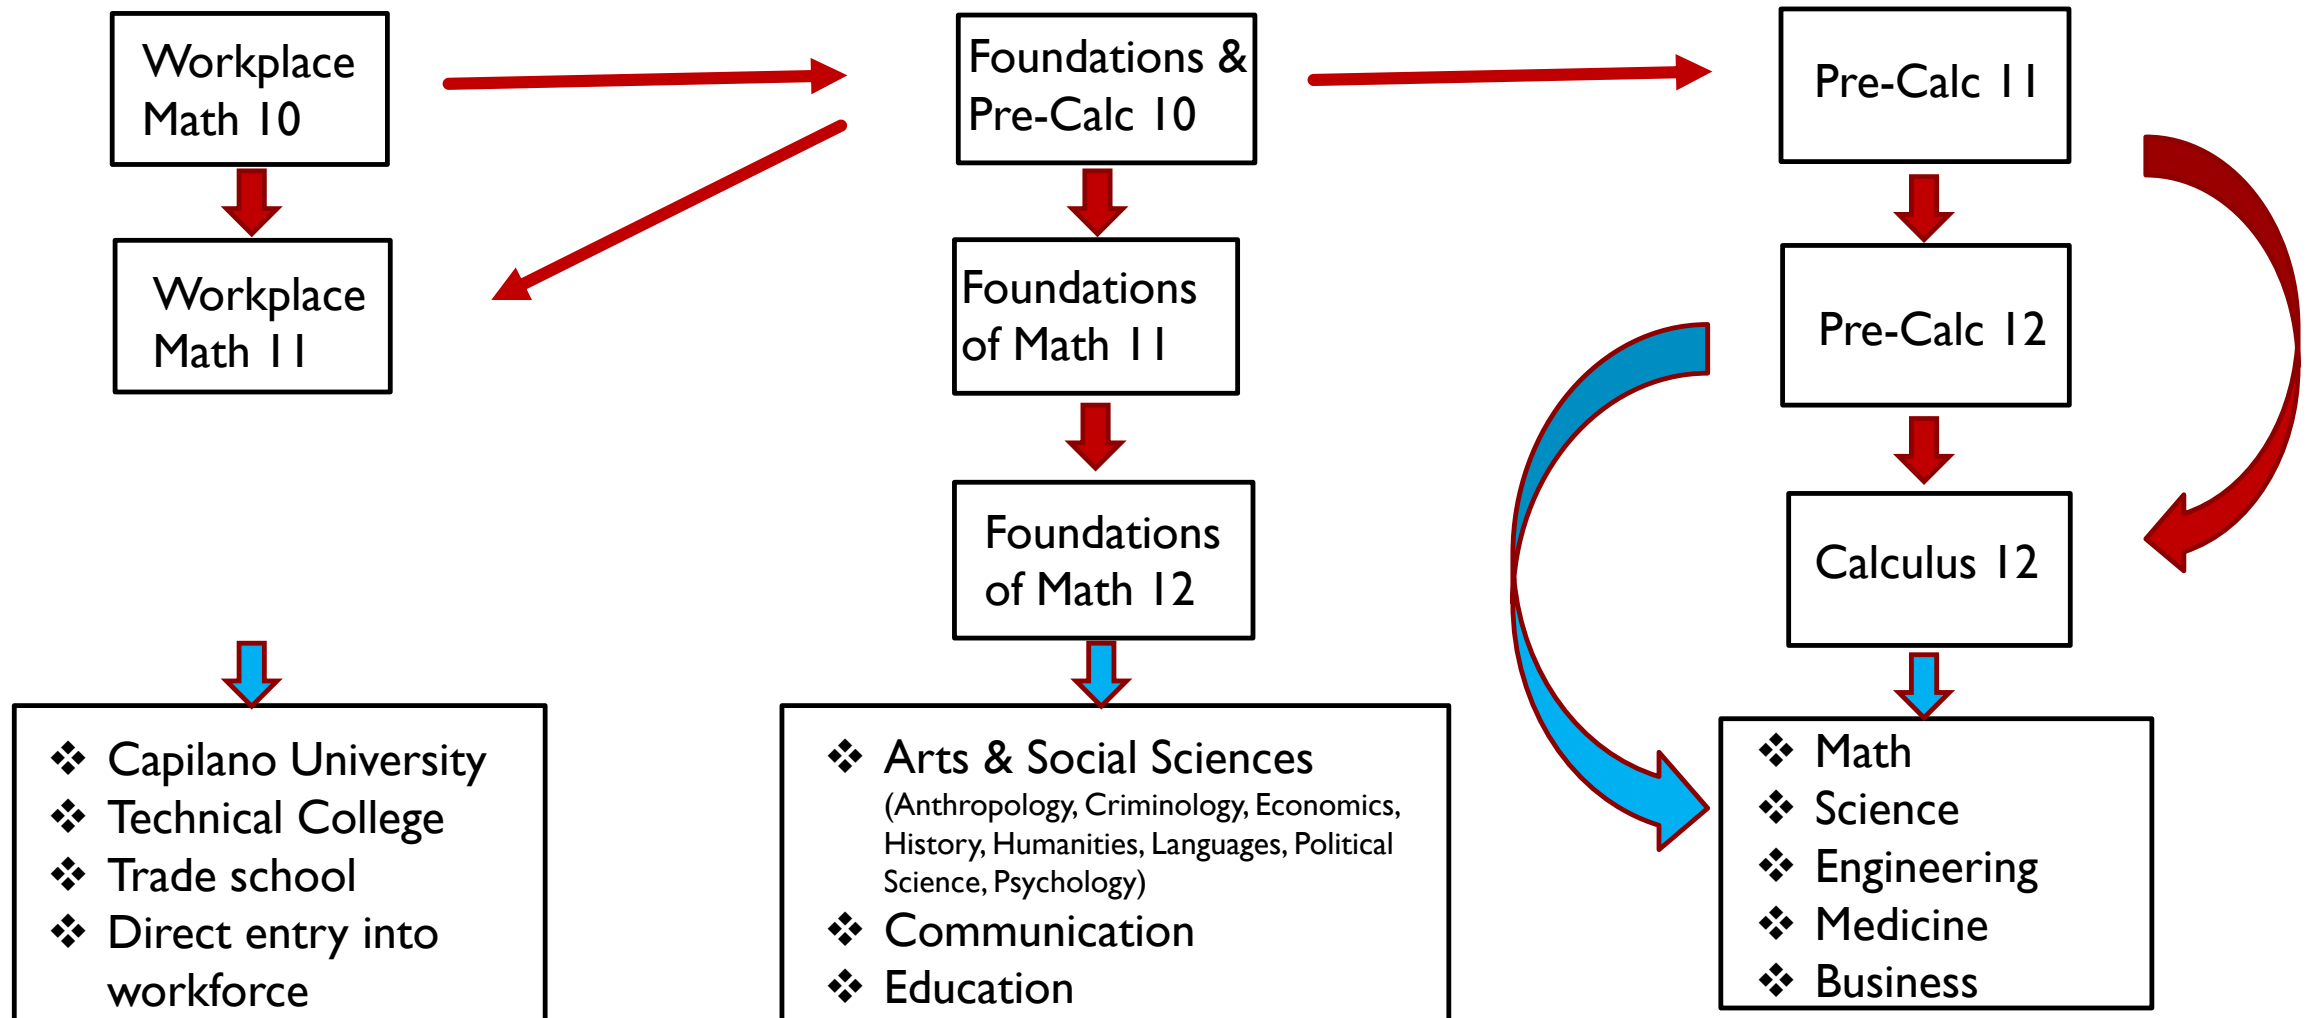 Workplace
Math 10
Foundations &
Pre-Calc 10
Pre-Calc 11
Workplace
Math 11
Foundations
of Math 11
Pre-Calc 12
Foundations
of Math 12
Calculus 12
❖ Capilano University
❖ Technical College
❖ Trade school
❖ Direct entry into
workforce
❖ Arts & Social Sciences
(Anthropology, Criminology, Economics,
History, Humanities, Languages, Political
Science, Psychology)
❖ Communication
❖ Education
❖ Math
❖ Science
❖ Engineering
❖ Medicine
❖ Business